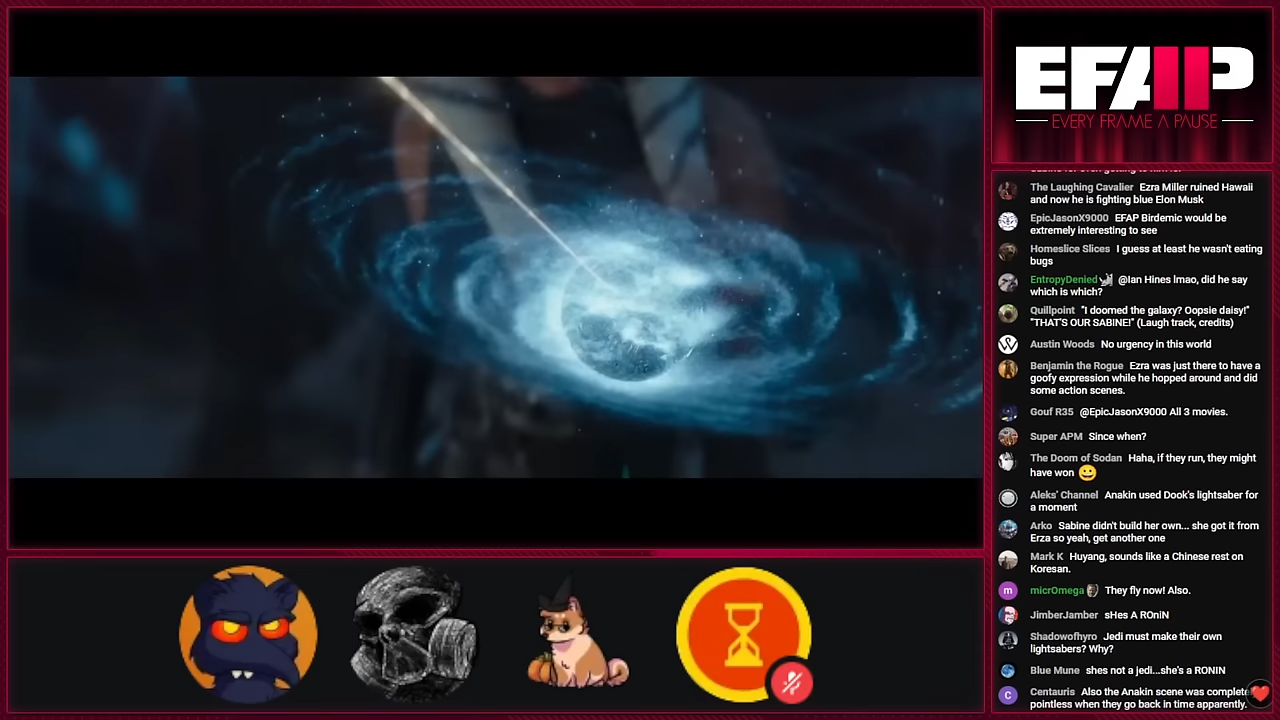 EFAP
EVERY FRAME A PAUSE
The Laughing Cavalier Ezra Miller ruined Hawaii
and now he is fighting blue Elon Musk
EpicJasonX9000 EFAP Birdemic would be
extremely interesting to see
Homeslice Slices I guess at least he wasn't eating
bugs
EntropyDenied @Ian Hines lmao, did he say
which is which?
Quillpoint "I doomed the galaxy? Oopsie daisy!"
"THAT'S OUR SABINE!" (Laugh track, credits)
Austin Woods No urgency in this world
Benjamin the Rogue Ezra was just there to have a
goofy expression while he hopped around and did
some action scenes.
Gouf R35 @EpicJasonX9000 All 3 movies.
Super APM Since when?
The Doom of Sodan Haha, if they run, they might
have won 😀
Aleks' Channel Anakin used Dook's lightsaber for
a moment
Arko Sabine didn't build her own... she got it from
Erza so yeah, get another one
Mark K Huyang, sounds like a Chinese rest on
Koresan.
m
micrOmega They fly now! Also.
JimberJamber sHes A ROniN
Shadowofhyro Jedi must make their own
lightsabers? Why?
Blue Mune shes not a jedi...she's a RONIN
C
Centauris Also the Anakin scene was complete
pointless when they go back in time apparently.